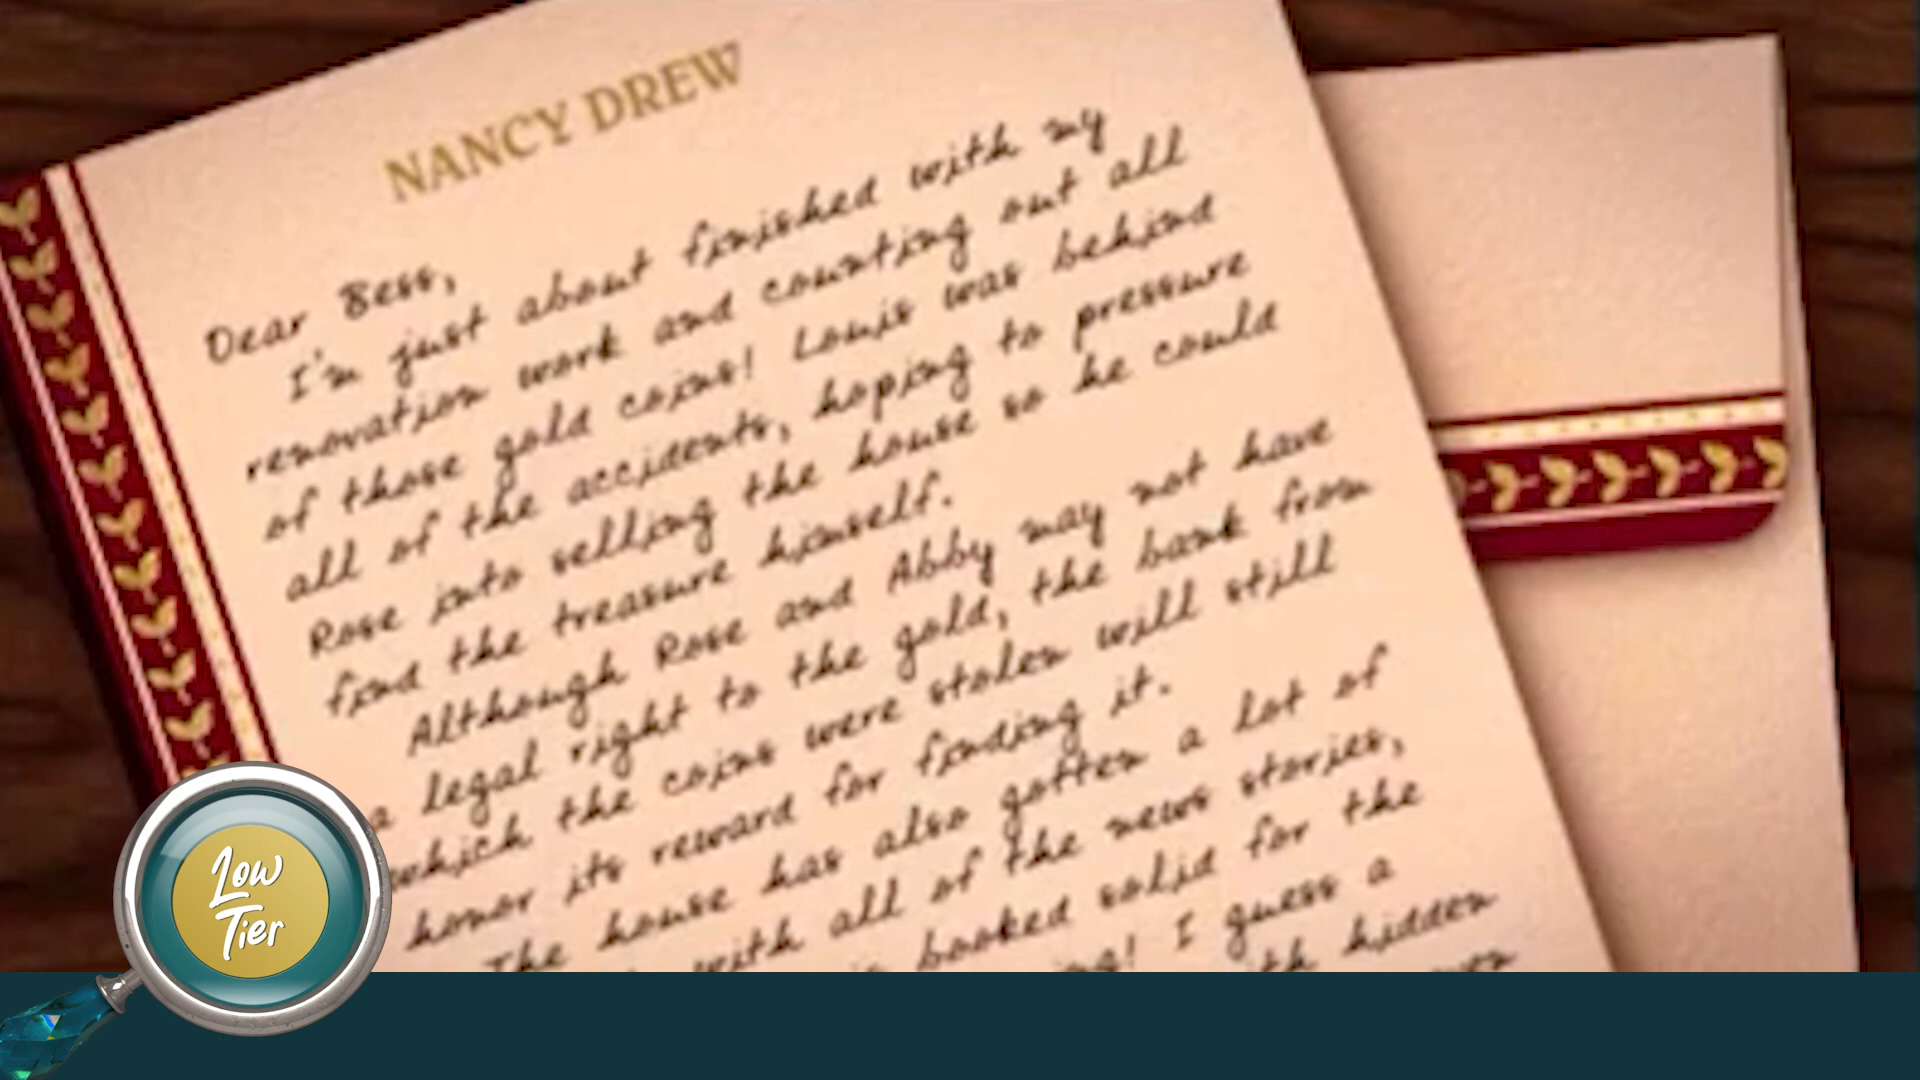 NANCY DREW
Dear Bess,
I'm just about finished with my
renovation work and counting out all
of those gold coins! Louis was behind
all of the accidents, hoping to pressure
Rose into selling the house so he could
find the treasure himself.
Although Rose and Abby may not have
a legal right to the gold, the bank from
which the coins were stolen will still
honor its reward for finding it.
The house has also gotten a lot of
with all of the news stories,
booked solid for the
I guess a
hidden
Low
Tier